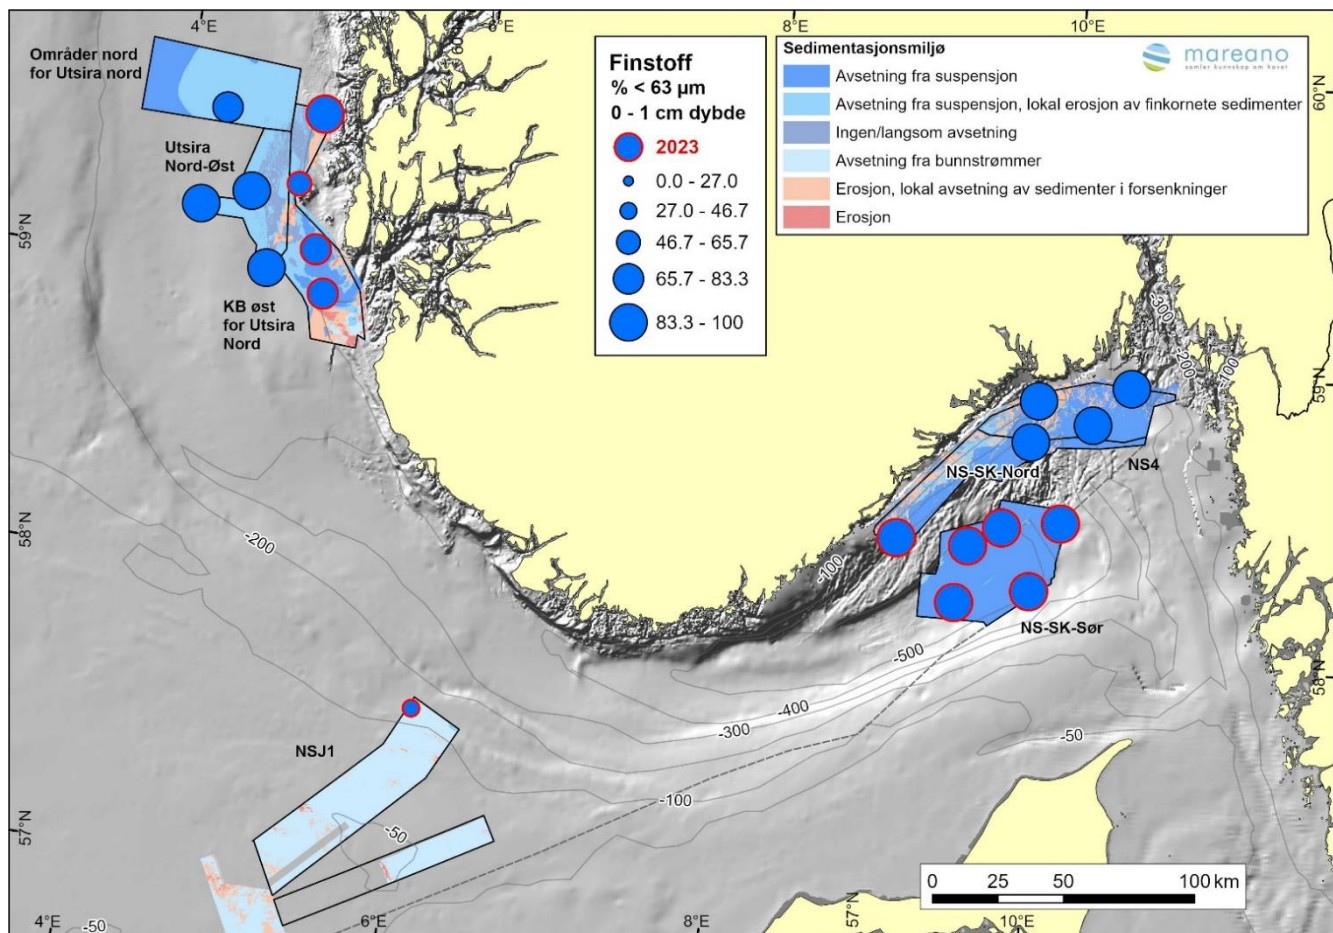 4°E
6°E
8°E
10°E
Områder nord
for Utsira nord
Utsira
Nord-Øst
KB øst
for Utsira
Nord
Finstoff
% < 63 µm
0 - 1 cm dybde
2023
0.0 - 27.0
27.0 - 46.7
46.7 - 65.7
65.7 - 83.3
83.3 - 100
Sedimentasjonsmiljø
mareano
samler kunnskap om havet
Avsetning fra suspensjon
Avsetning fra suspensjon, lokal erosjon av finkornete sedimenter
Ingen/langsom avsetning
Avsetning fra bunnstrømmer
Erosjon, lokal avsetning av sedimenter i forsenkninger
Erosjon
60°N
60°N
59°N
59°N
-300
-200
-100
NS-SK-Nord
NS4
58°N
-200
-100
NS-SK-Sør
-500
58°N
-400
-300
-50
NSJ1
-100
57°N
-50
0 25 50 100 km
-50
4°E
6°E
8°E
57°N
10°E